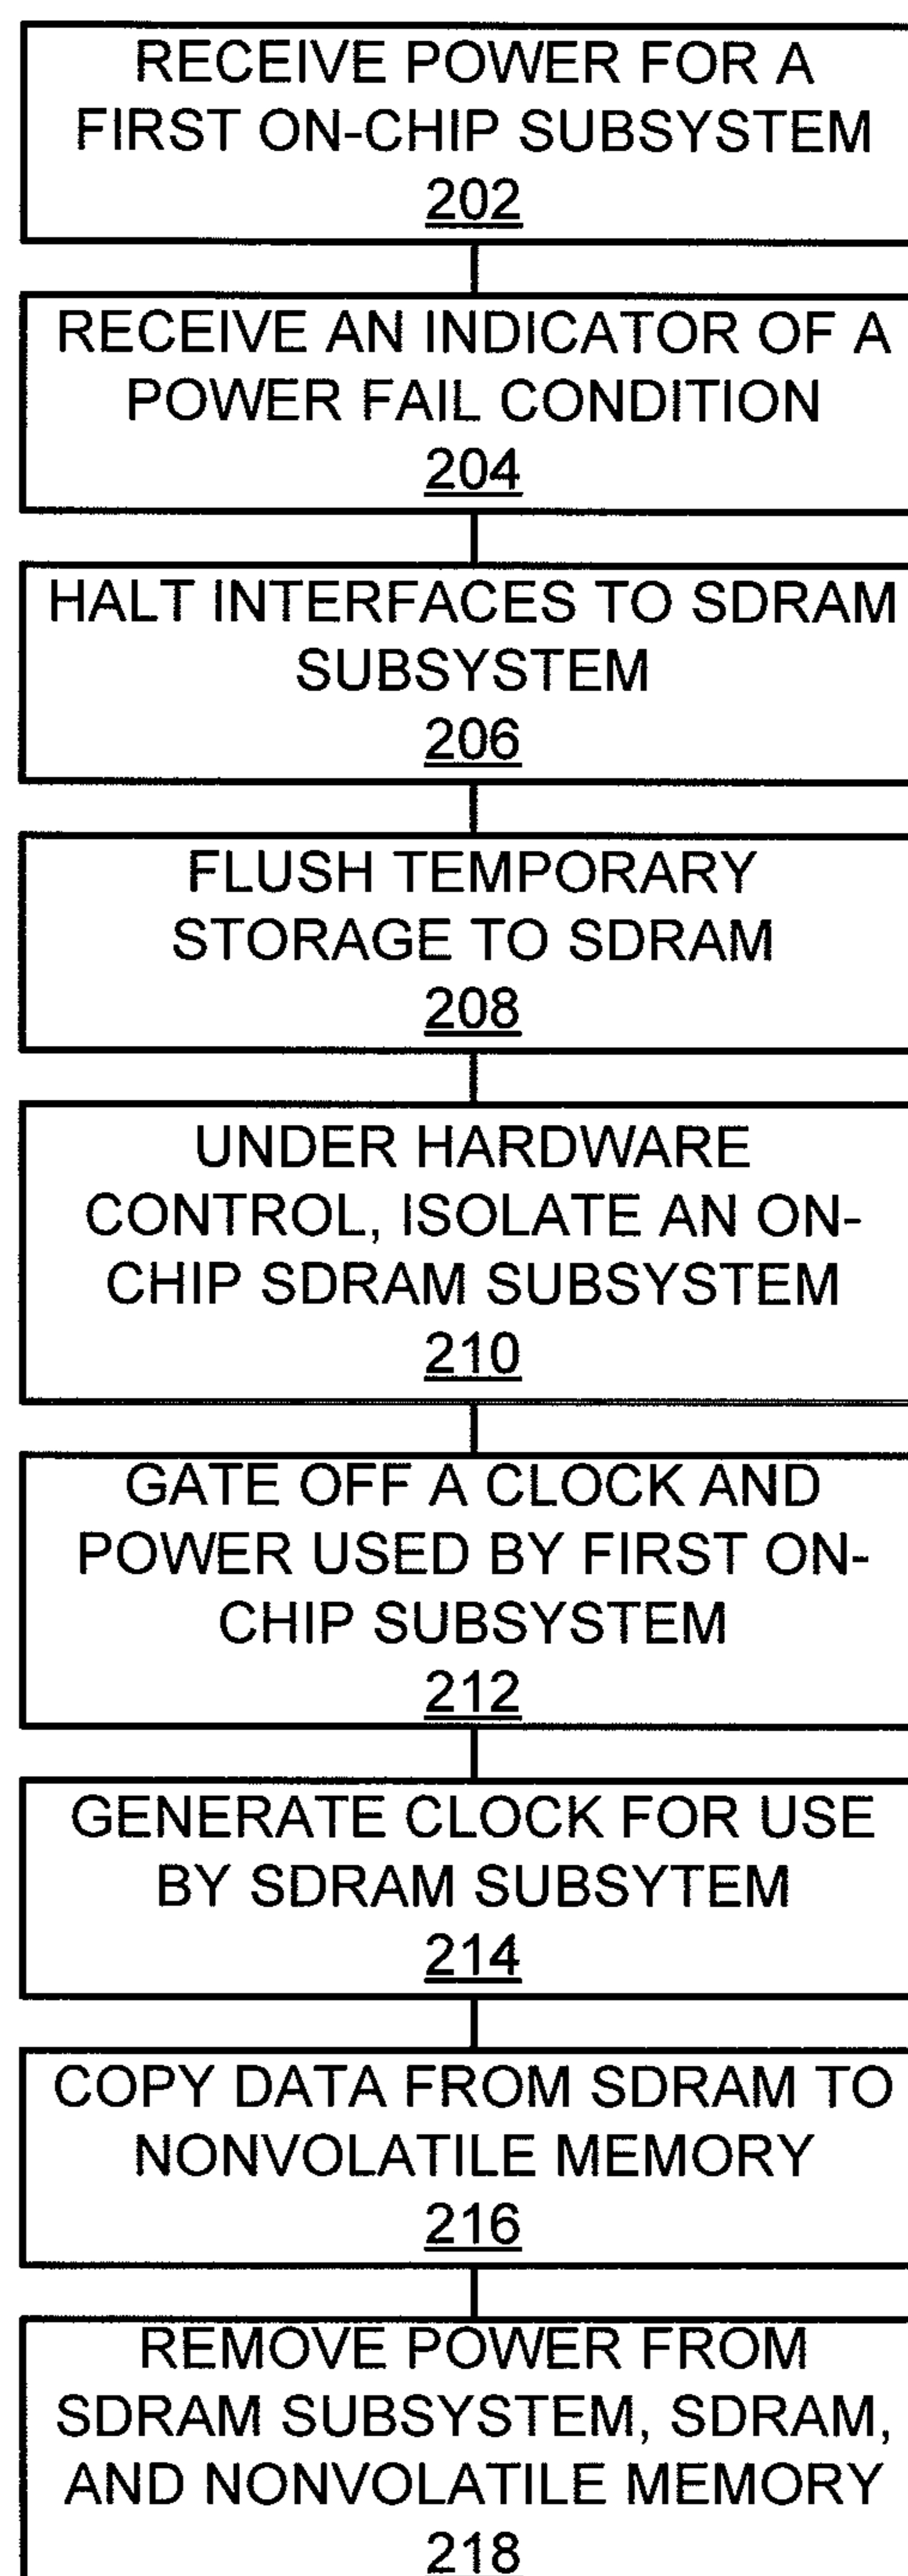 RECEIVE POWER FOR A
FIRST ON-CHIP SUBSYSTEM
202
RECEIVE AN INDICATOR OF A
POWER FAIL CONDITION
204
HALT INTERFACES TO SDRAM
SUBSYSTEM
206
FLUSH TEMPORARY
STORAGE TO SDRAM
208
UNDER HARDWARE
CONTROL, ISOLATE AN ON-
CHIP SDRAM SUBSYSTEM
210
GATE OFF A CLOCK AND
POWER USED BY FIRST ON-
CHIP SUBSYSTEM
212
GENERATE CLOCK FOR USE
BY SDRAM SUBSYTEM
214
COPY DATA FROM SDRAM TO
NONVOLATILE MEMORY
216
REMOVE POWER FROM
SDRAM SUBSYSTEM, SDRAM,
AND NONVOLATILE MEMORY
218